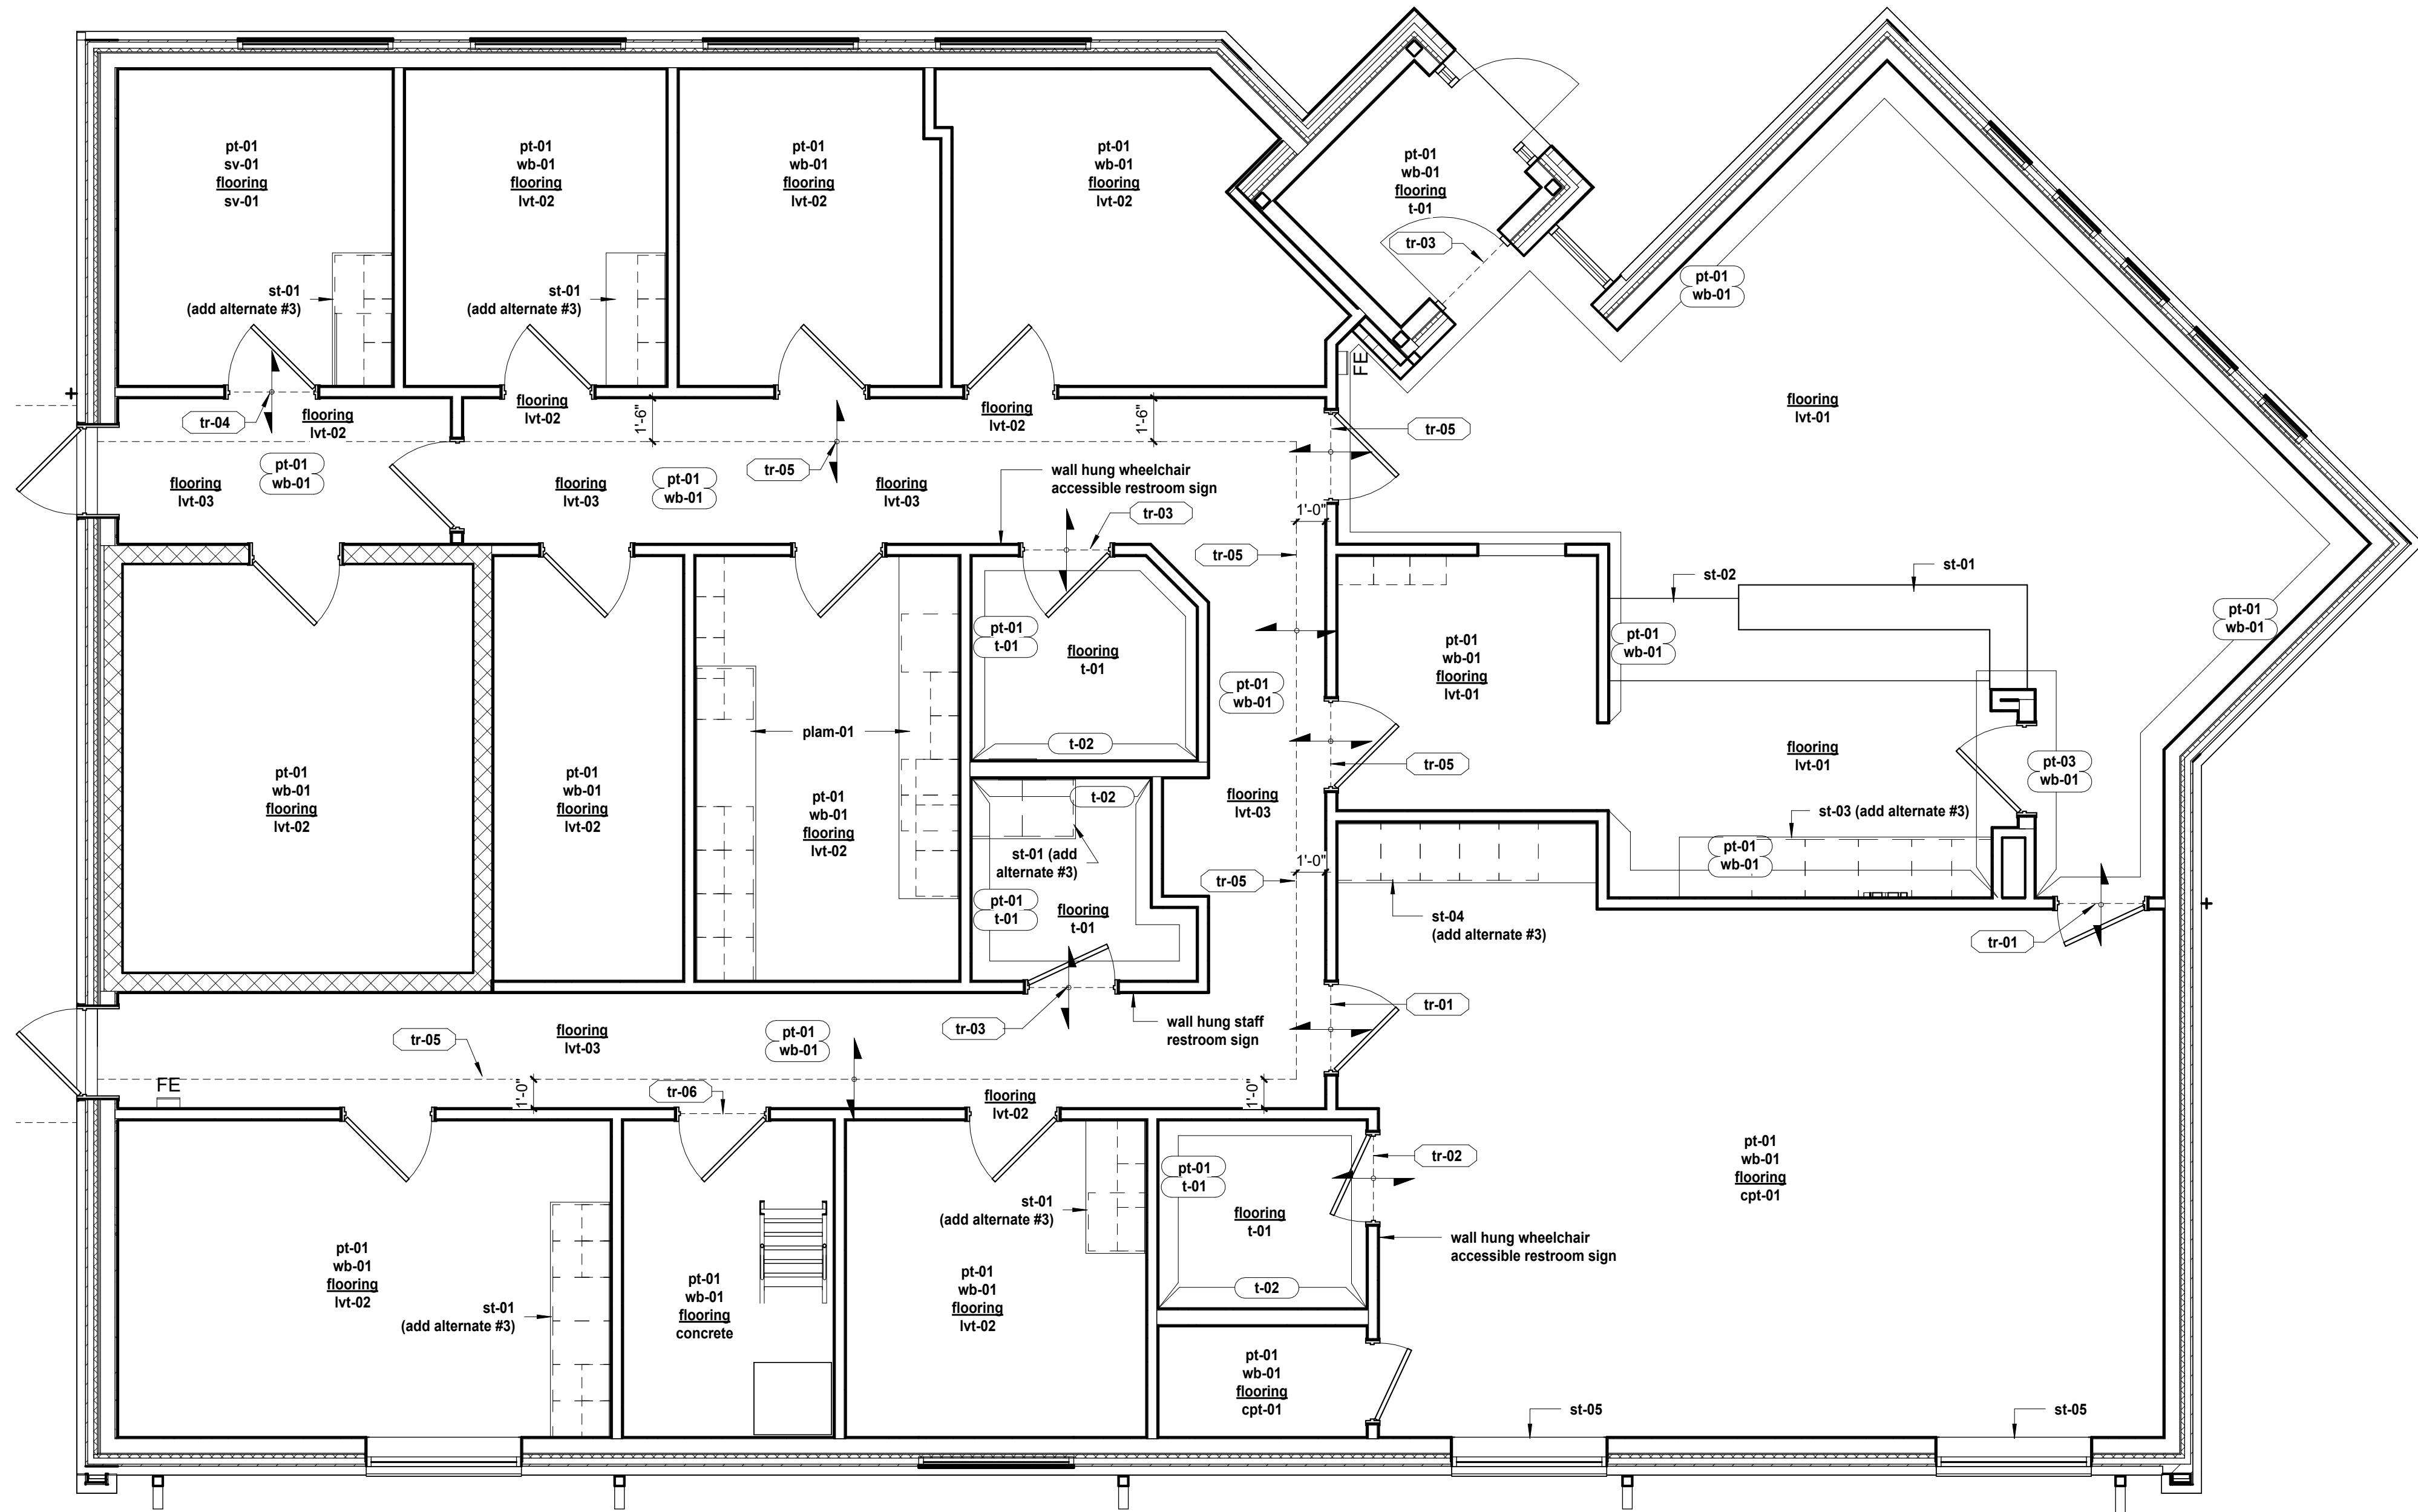 pt-01
sv-01
flooring
sv-01
pt-01
wb-01
flooring
lvt-02
pt-01
wb-01
flooring
lvt-02
pt-01
wb-01
flooring
lvt-02
pt-01
wb-01
flooring
t-01
tr-03
pt-01
wb-01
st-01
(add alternate #3)
st-01
(add alternate #3)
FE
flooring
lvt-01
tr-04
flooring
lvt-02
flooring
lvt-02
1'-6"
flooring
lvt-02
1'-6"
tr-05
flooring
lvt-03
pt-01
wb-01
flooring
lvt-03
pt-01
wb-01
tr-05
flooring
lvt-03
wall hung wheelchair
accessible restroom sign
tr-03
1'-0"
tr-05
st-02
st-01
pt-01
wb-01
pt-01
t-01
flooring
t-01
pt-01
wb-01
pt-01
wb-01
flooring
lvt-01
pt-01
wb-01
plam-01
t-02
tr-05
flooring
lvt-01
pt-03
wb-01
pt-01
wb-01
flooring
lvt-02
pt-01
wb-01
flooring
lvt-02
pt-01
wb-01
flooring
lvt-02
t-02
flooring
lvt-03
st-03 (add alternate #3)
pt-01
wb-01
st-01 (add
alternate #3)
1'-0"
tr-05
pt-01
t-01
flooring
t-01
st-04
(add alternate #3)
tr-01
tr-01
tr-05
flooring
lvt-03
pt-01
wb-01
tr-03
wall hung staff
restroom sign
FE
1'-0"
tr-06
flooring
lvt-02
1'-0"
pt-01
t-01
tr-02
pt-01
wb-01
flooring
cpt-01
st-01
(add alternate #3)
flooring
t-01
wall hung wheelchair
accessible restroom sign
pt-01
wb-01
flooring
lvt-02
st-01
(add alternate #3)
pt-01
wb-01
flooring
concrete
pt-01
wb-01
flooring
lvt-02
t-02
pt-01
wb-01
flooring
cpt-01
st-05
st-05